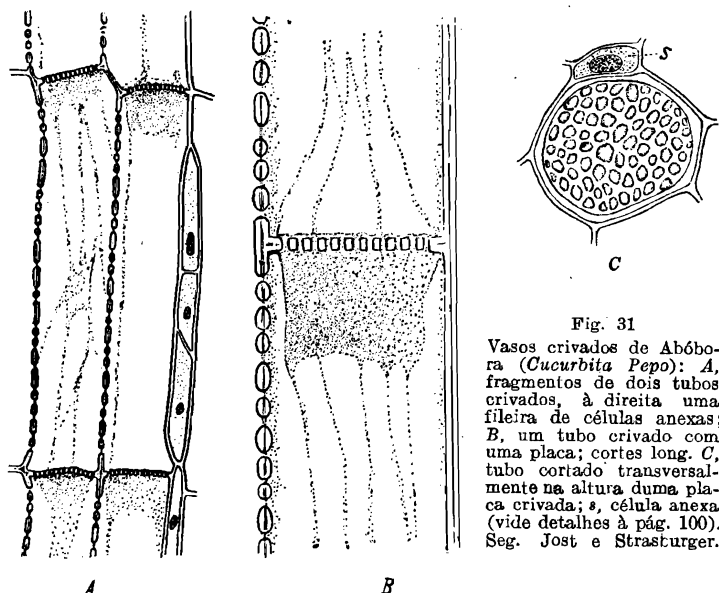 s
C
Fig. 31
Vasos crivados de Abóbo-
ra (Cucurbita Pepo): A,
fragmentos de dois tubos
crivados, à direita uma
fileira de células anexas;
B, um tubo crivado com
uma placa; cortes long. C,
tubo cortado transversal-
mente na altura duma pla-
ca crivada; s, célula anexa
(vide detalhes à pág. 100).
Seg. Jost e Strasturger.
A
B